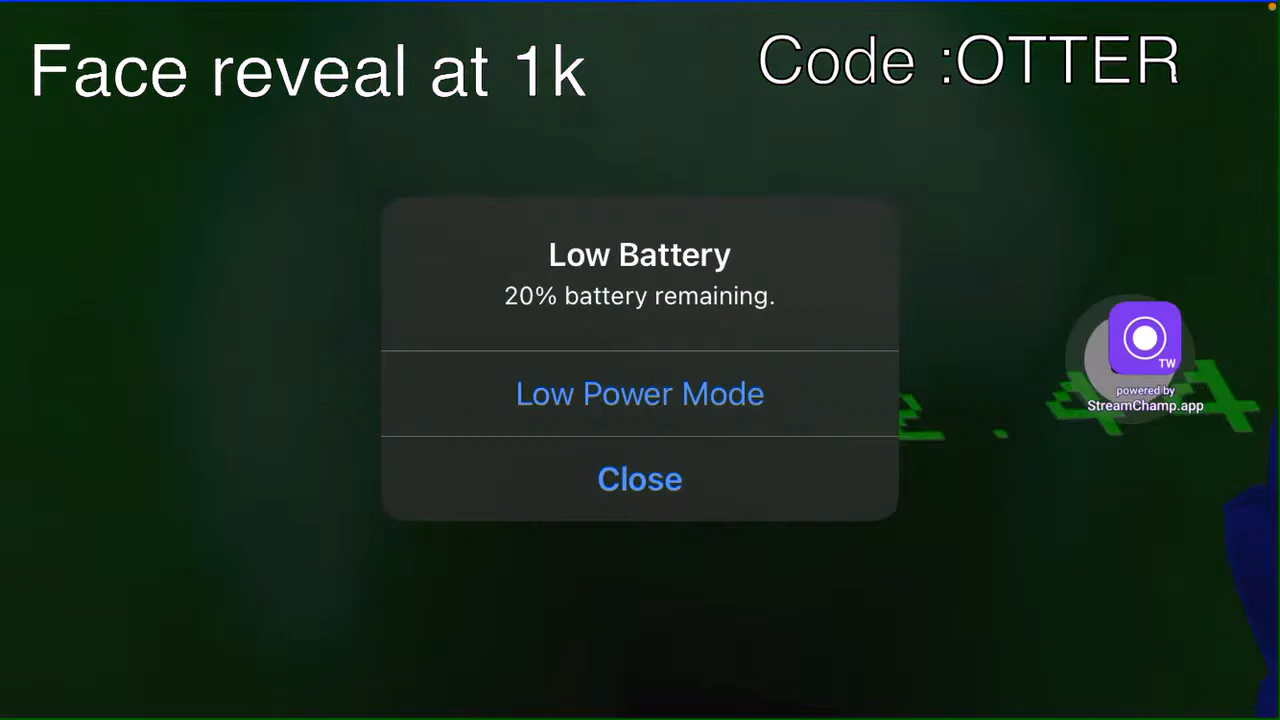 Face reveal at 1k
Code :OTTER
Low Battery
20% battery remaining.
Low Power Mode
Close
TW
powered by
StreamChamp.app